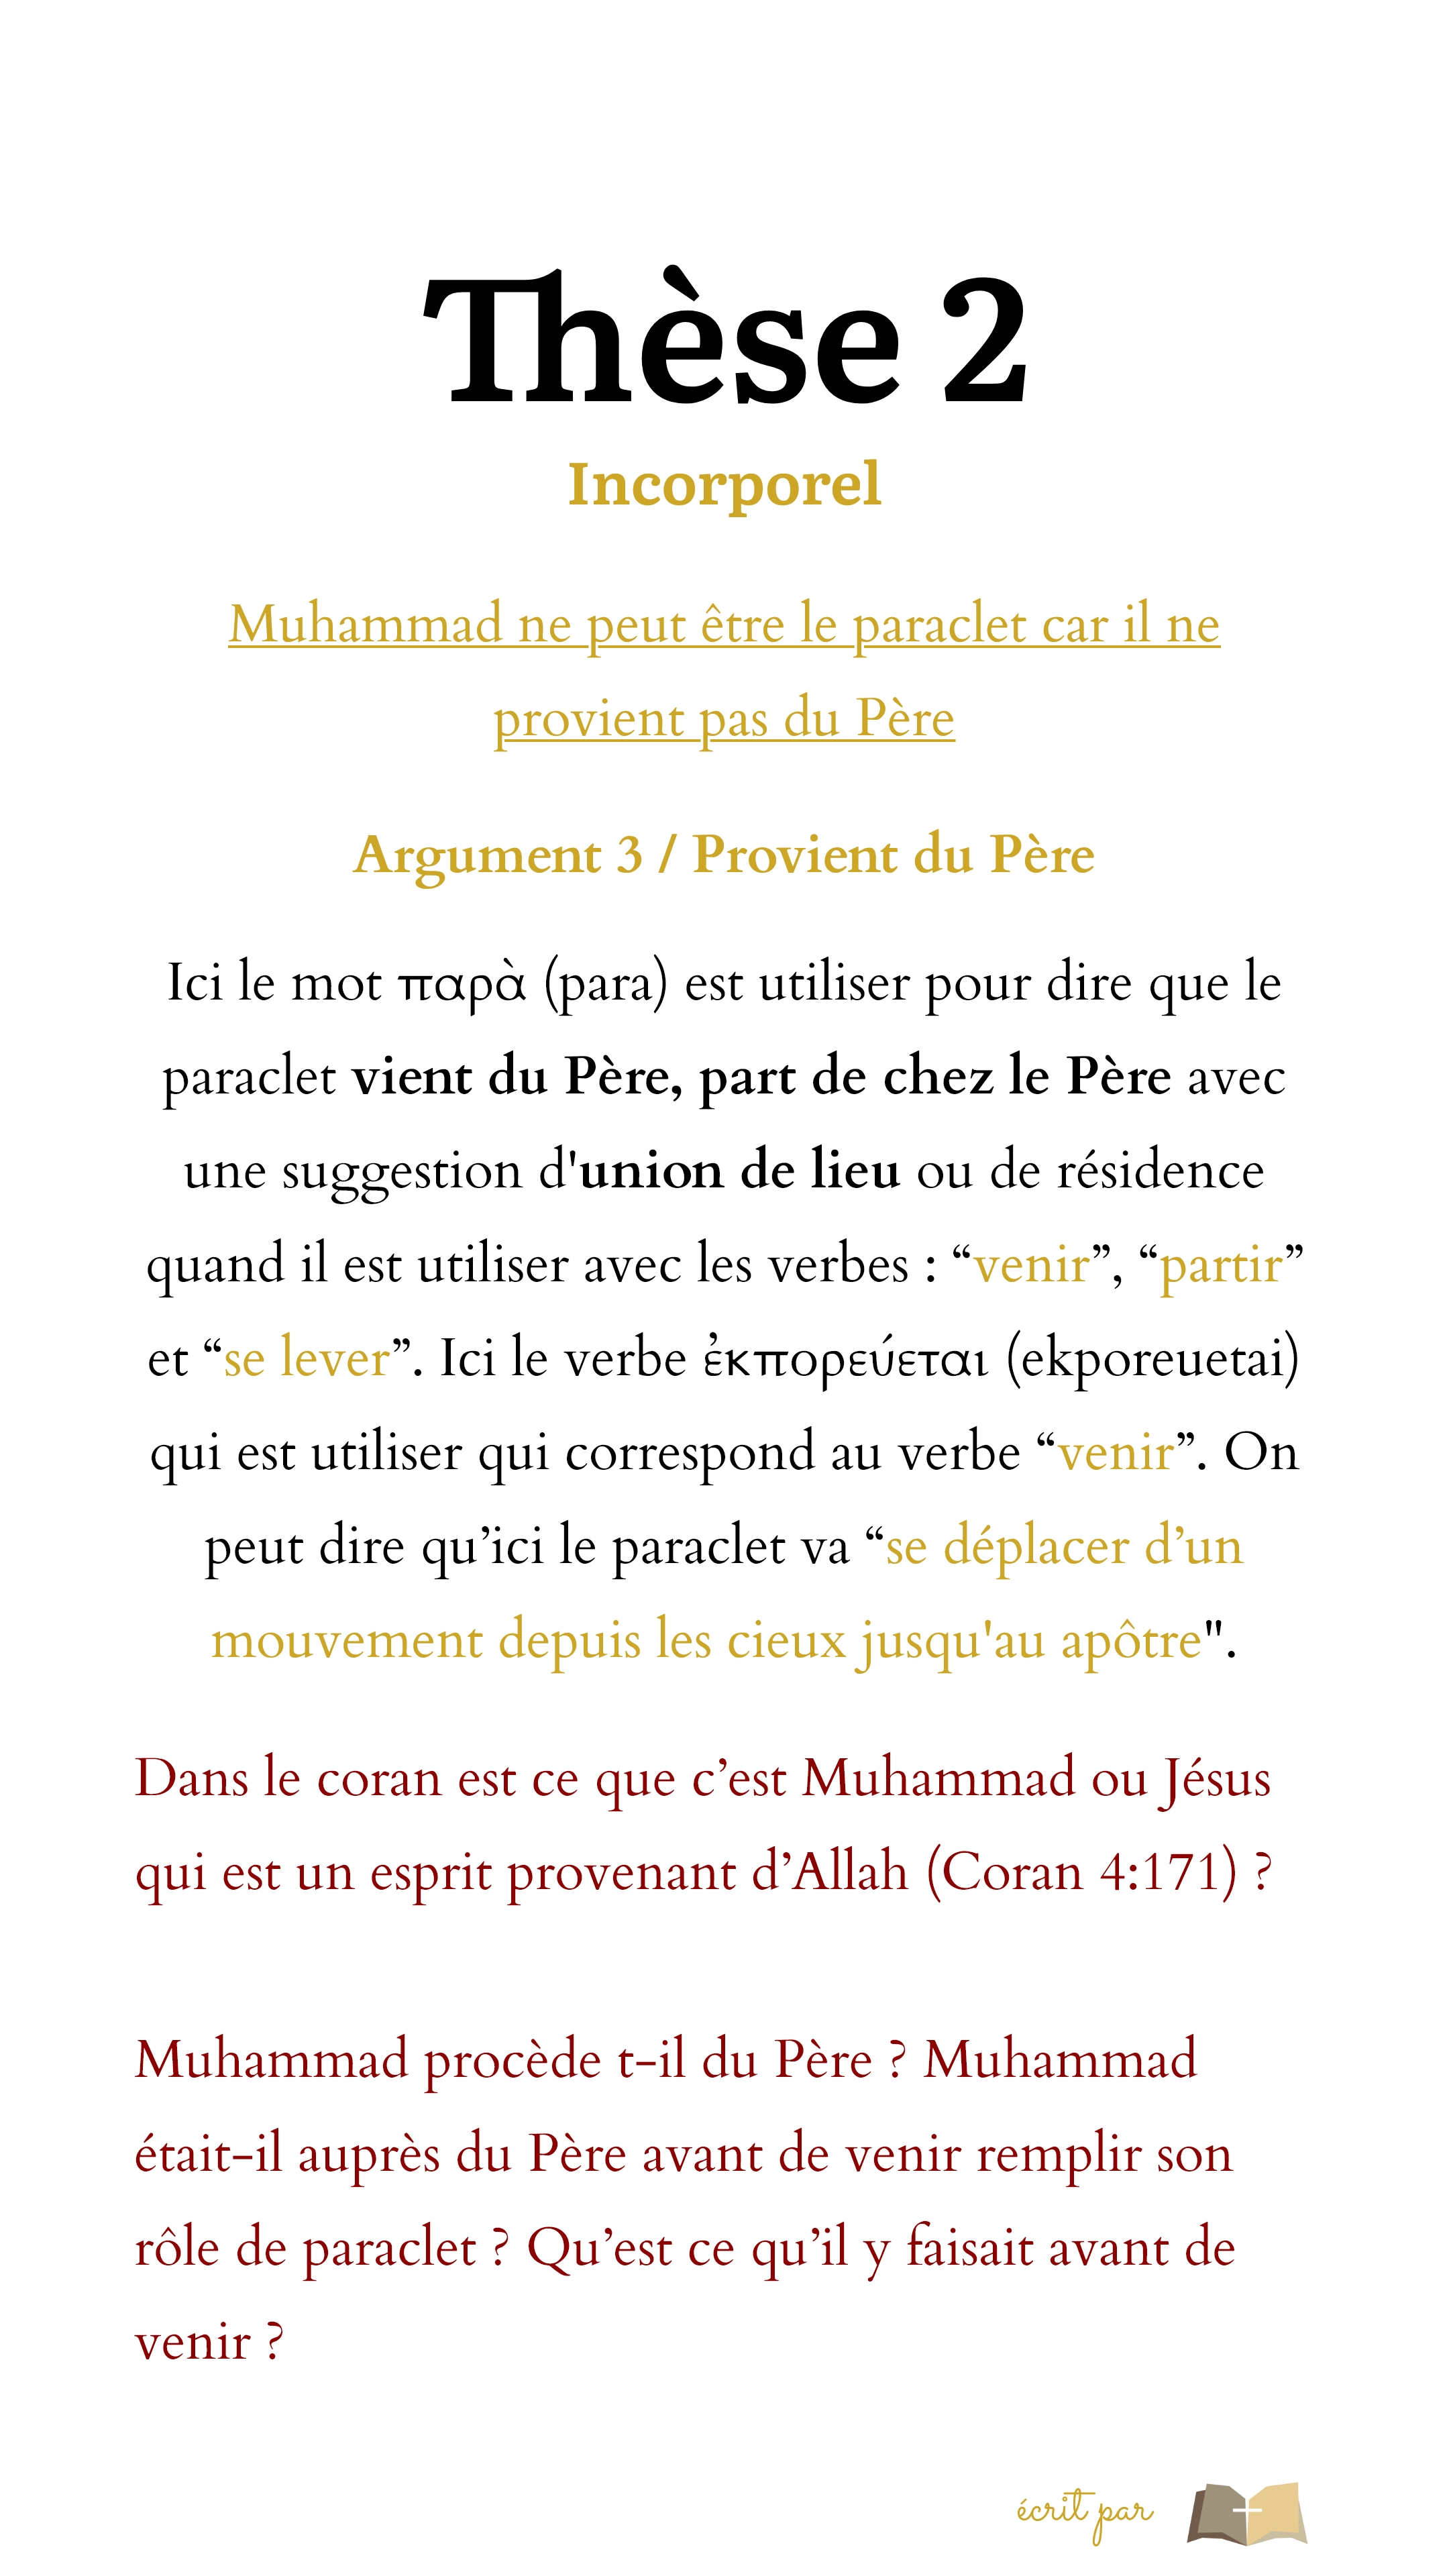 Thèse 2
Incorporel
Muhammad ne peut être le paraclet car il ne
provient pas du Père
Argument 3 / Provient du Père
Ici le mot παρὰ (para) est utiliser pour dire que le
paraclet vient du Père, part de chez le Père avec
une suggestion d'union de lieu ou de résidence
quand il est utiliser avec les verbes : “venir”, “partir”
et “se lever”. Ici le verbe ἐκπορεύεται (ekporeuetai)
qui est utiliser qui correspond au verbe “venir”. On
peut dire qu’ici le paraclet va “se déplacer d’un
mouvement depuis les cieux jusqu'au apôtre".
Dans le coran est ce que c’est Muhammad ou Jésus
qui est un esprit provenant d’Allah (Coran 4:171) ?
Muhammad procède t-il du Père ? Muhammad
était-il auprès du Père avant de venir remplir son
rôle de paraclet ? Qu’est ce qu’il y faisait avant de
venir ?
écrit par